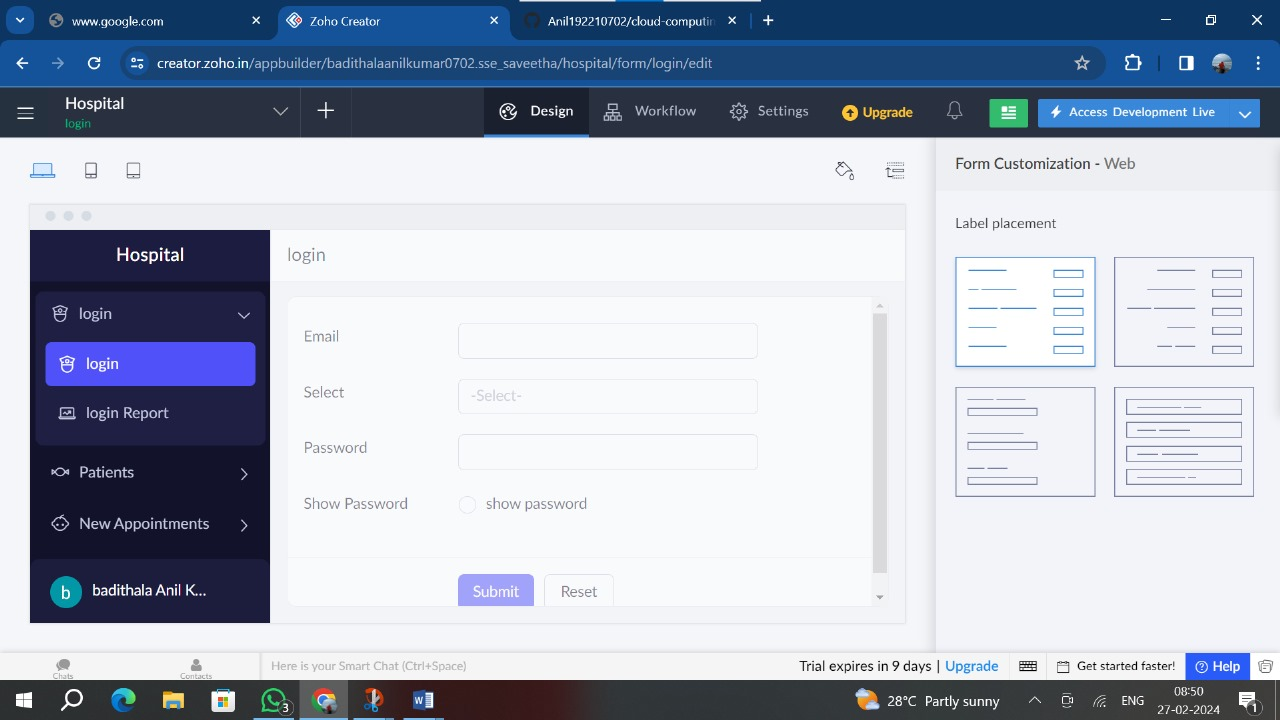 www.google.com
Zoho Creator
Anil192210702/cloud-computin
creator.zoho.in/appbuilder/badithalaanilkumar0702.sse_saveetha/hospital/form/login/edit
Hospital
login
Design
Workflow
Settings
Upgrade
Access Development Live
Form Customization - Web
Label placement
Hospital
login
login
login Report
Patients
New Appointments
b
badithala Anil K...
login
Email
Select
-Select-
Password
Show Password
show password
Submit
Reset
Chats
Contacts
Here is your Smart Chat (Ctrl+Space)
Trial expires in 9 days | Upgrade
Get started faster!
? Help
3
W
28°C Partly sunny
ENG
08:50
27-02-2024
1